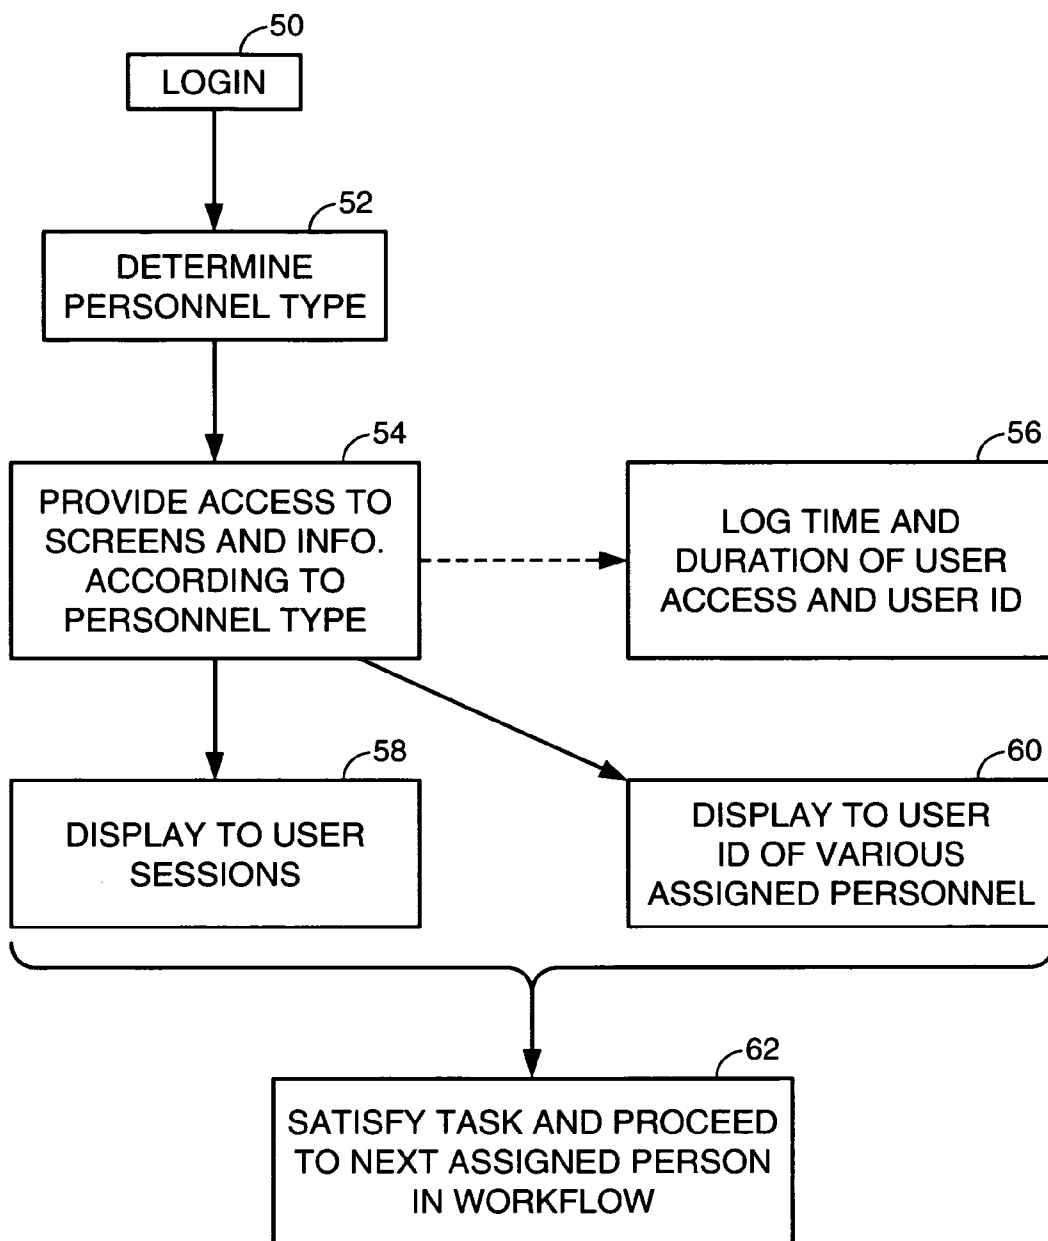 50
LOGIN
52
DETERMINE
PERSONNEL TYPE
54
PROVIDE ACCESS TO
SCREENS AND INFO.
ACCORDING TO
PERSONNEL TYPE
56
LOG TIME AND
DURATION OF USER
ACCESS AND USER ID
58
DISPLAY TO USER
SESSIONS
60
DISPLAY TO USER
ID OF VARIOUS
ASSIGNED PERSONNEL
62
SATISFY TASK AND PROCEED
TO NEXT ASSIGNED PERSON
IN WORKFLOW